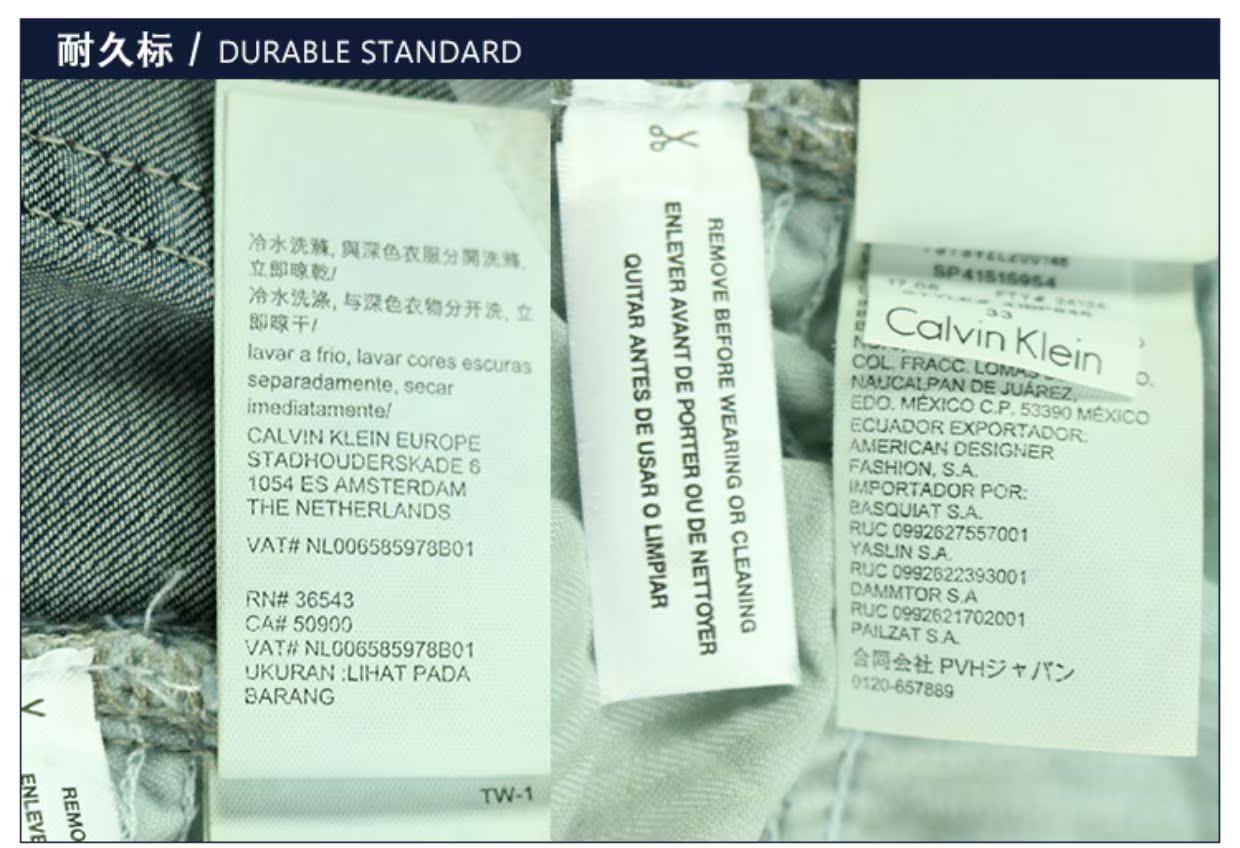 耐久标 / DURABLE STANDARD
冷水洗滌, 與深色衣服分開洗滌,
立即晾乾/
冷水洗涤, 与深色衣物分开洗, 立
即晾干/
lavar a frio, lavar cores escuras
separadamente, secar
imediatamente/
CALVIN KLEIN EUROPE
STADHOUDERSKADE 6
1054 ES AMSTERDAM
THE NETHERLANDS
VAT# NL006585978B01
RN# 36543
CA# 50900
VAT# NL006585978B01
UKURAN :LIHAT PADA
BARANG
TW-1
REMO
ENLEVE
REMOVE BEFORE WEARING OR CLEANING
ENLEVER AVANT DE PORTER OU DE NETTOYER
QUITAR ANTES DE USAR O LIMPIAR
SP41515954
33
Calvin Klein
COL. FRACC. LOMAS
NAUCALPAN DE JUÁREZ,
EDO. MÉXICO C.P. 53390 MÉXICO
ECUADOR EXPORTADOR:
AMERICAN DESIGNER
FASHION, S.A.
IMPORTADOR POR:
BASQUIAT S.A.
RUC 0992627557001
YASLIN S.A.
RUC 0992622393001
DAMMTOR S.A
RUC 0992621702001
PAILZAT S.A.
合同会社 PVHジャパン
0120-657889